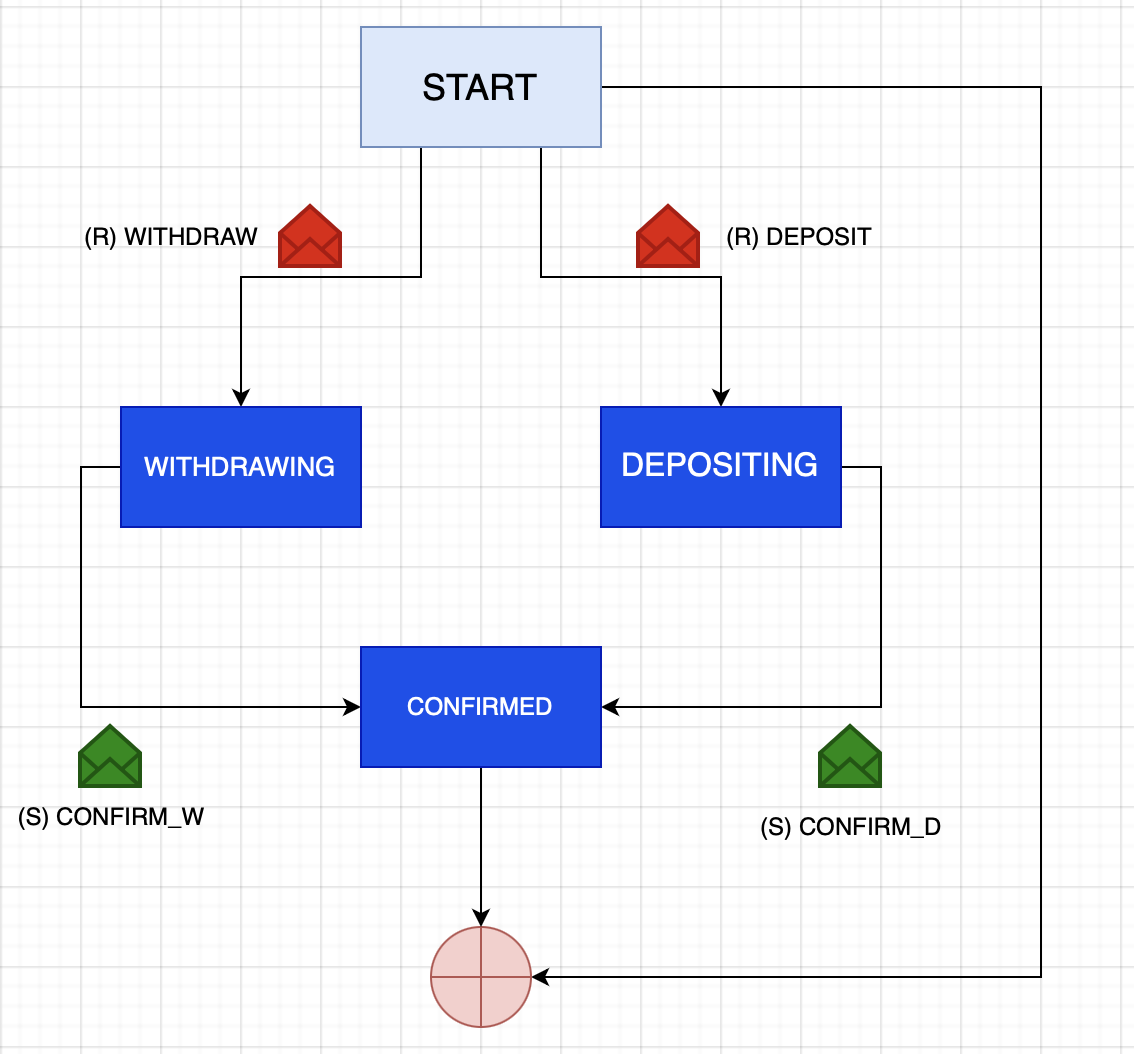 START
(R) WITHDRAW
(R) DEPOSIT
WITHDRAWING
DEPOSITING
CONFIRMED
(S) CONFIRM_W
(S) CONFIRM_D